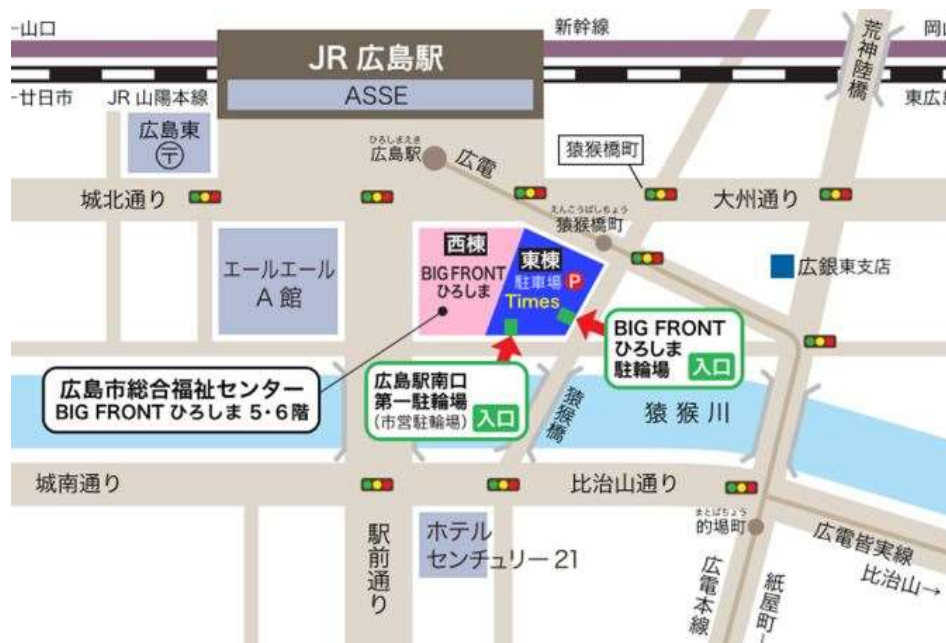 ←山口
新幹線
岡山
JR 広島駅
ASSE
←廿日市
JR 山陽本線
東広島
荒神陸橋
広島東
〒
ひろしまえき
広島駅
広電
猿猴橋町
城北通り
大州通り
えんこうばしちょう
猿猴橋町
エールエール
A 館
西棟
BIG FRONT
ひろしま
東棟
駐車場 P
Times
広銀東支店
BIG FRONT
ひろしま
駐輪場
入口
広島市総合福祉センター
BIG FRONT ひろしま 5・6 階
広島駅南口
第一駐輪場
(市営駐輪場)
入口
猿猴橋
猿猴川
城南通り
比治山通り
駅前通り
ホテル
センチュリー 21
まとばちょう
的場町
広電皆実線
比治山→
広電本線
紙屋町